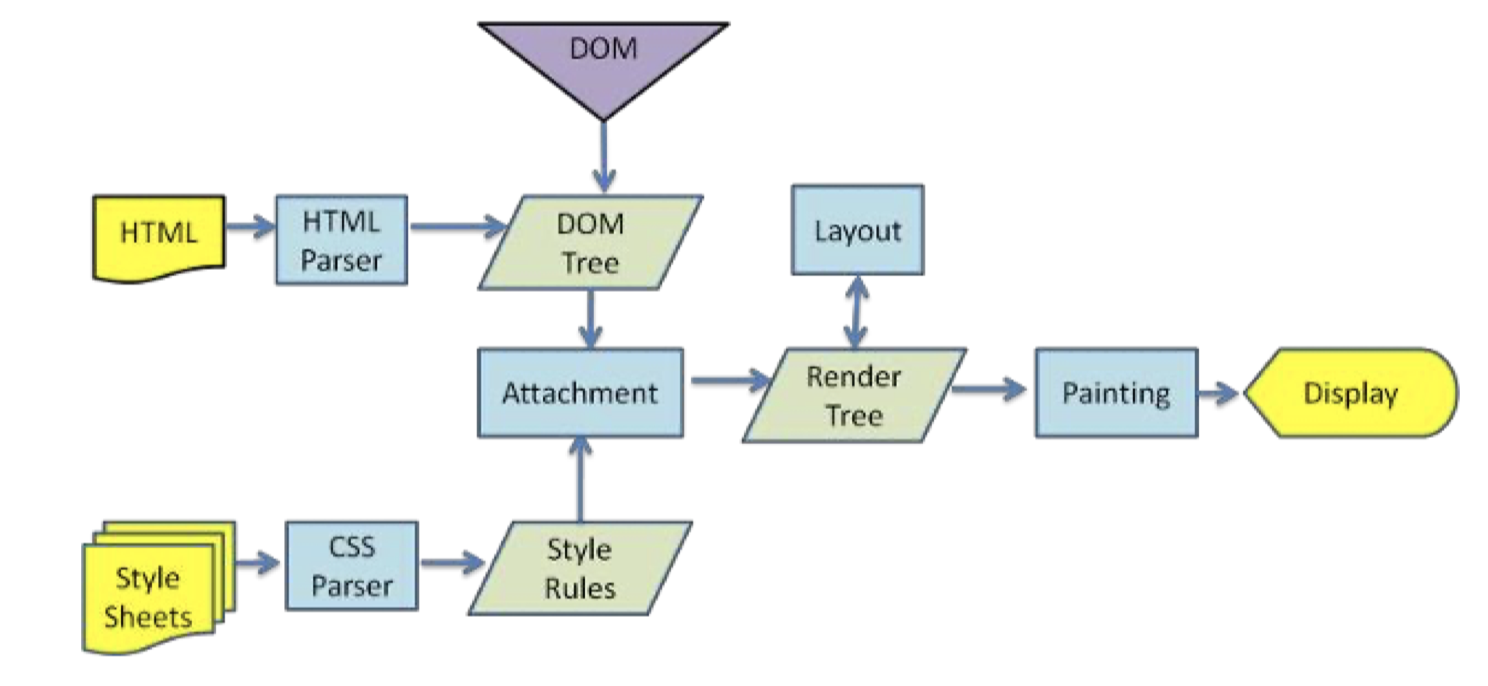 DOM
HTML
HTML
Parser
DOM
Tree
Layout
Attachment
Render
Tree
Painting
Display
Style
Sheets
CSS
Parser
Style
Rules